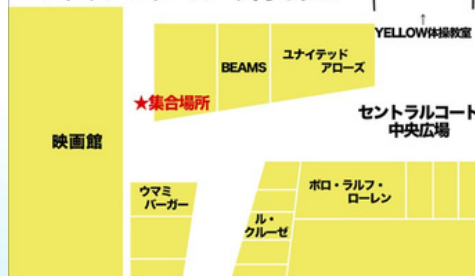 ↑
YELLOW体操教室
ユナイテッド
アローズ
BEAMS
★集合場所
セントラルコート
中央広場
映画館
ウマミ
バーガー
ポロ・ラルフ・
ローレン
ル・
クルーゼ